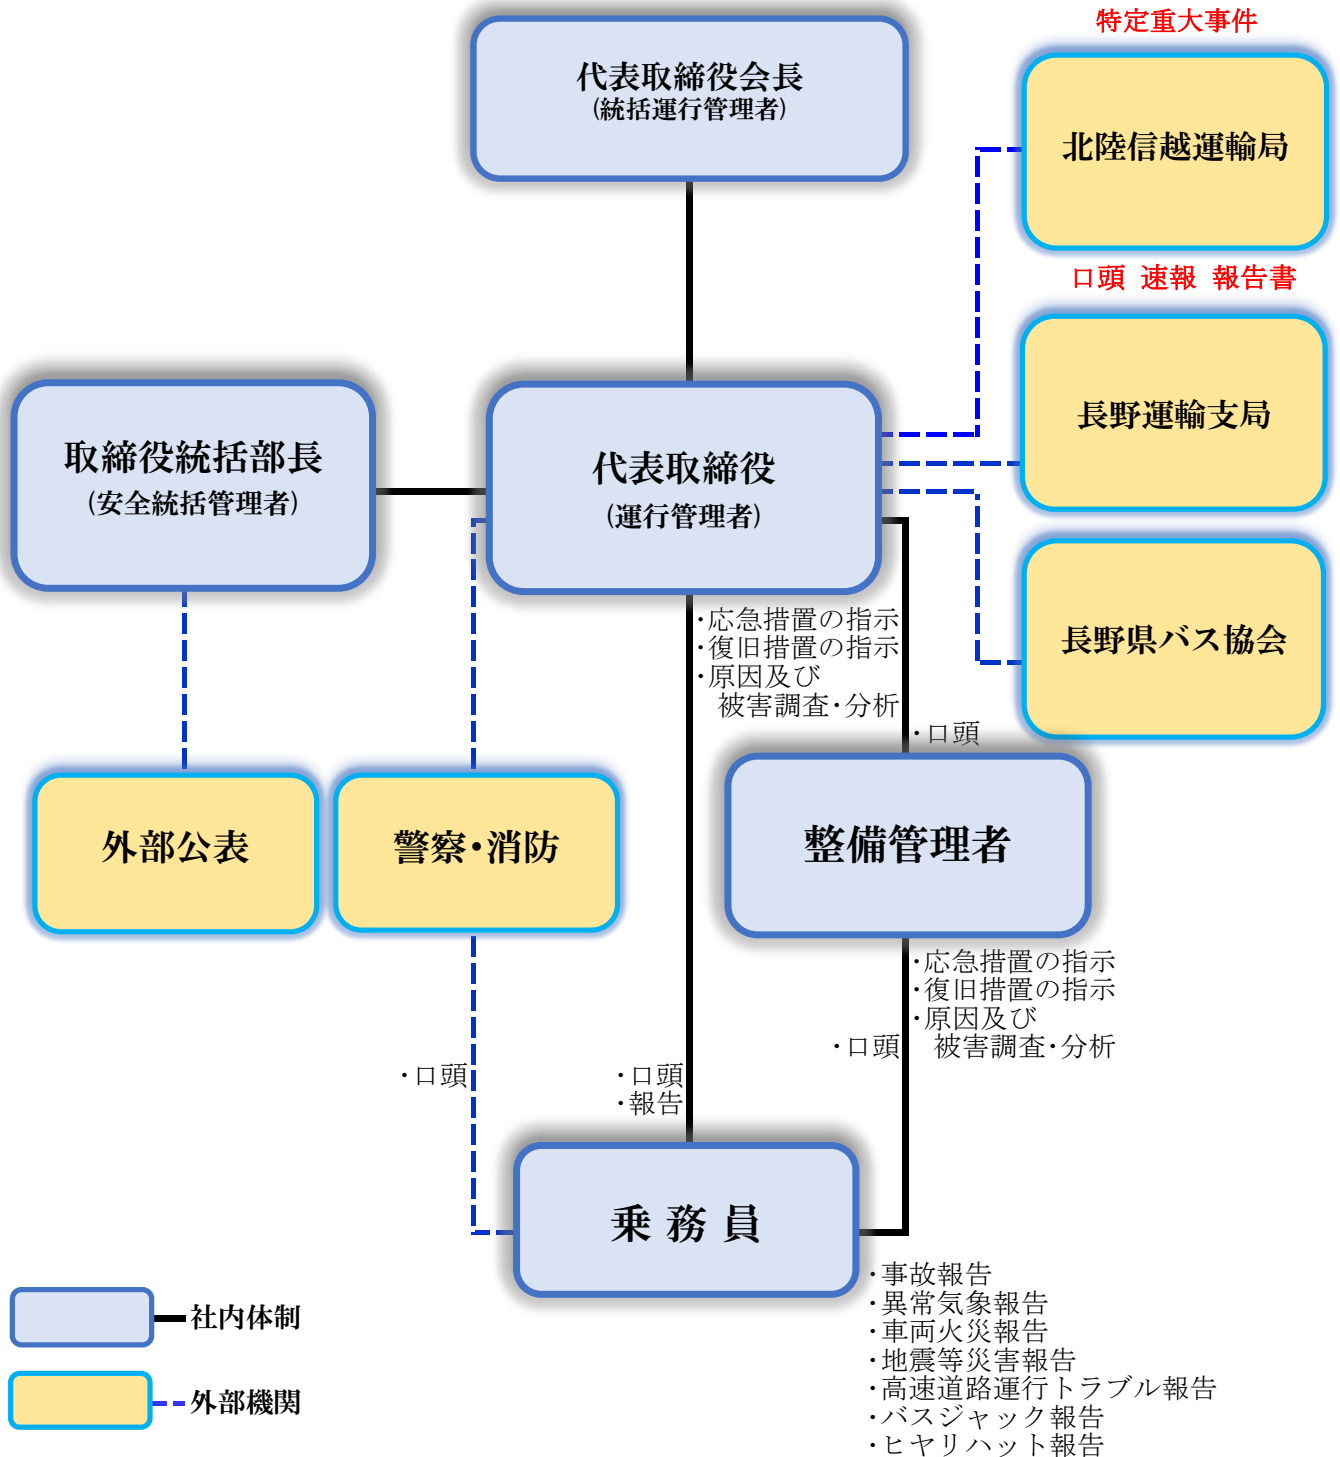 特定重大事件
代表取締役会長
(統括運行管理者)
北陸信越運輸局
口頭 速報 報告書
長野運輸支局
取締役統括部長
(安全統括管理者)
代表取締役
(運行管理者)
長野県バス協会
・応急措置の指示
・復旧措置の指示
・原因及び
被害調査・分析
・口頭
外部公表
警察・消防
整備管理者
・応急措置の指示
・復旧措置の指示
・原因及び
被害調査・分析
・口頭
・口頭
・口頭
・報告
乗務員
・事故報告
・異常気象報告
・車両火災報告
・地震等災害報告
・高速道路運行トラブル報告
・バスジャック報告
・ヒヤリハット報告
社内体制
外部機関